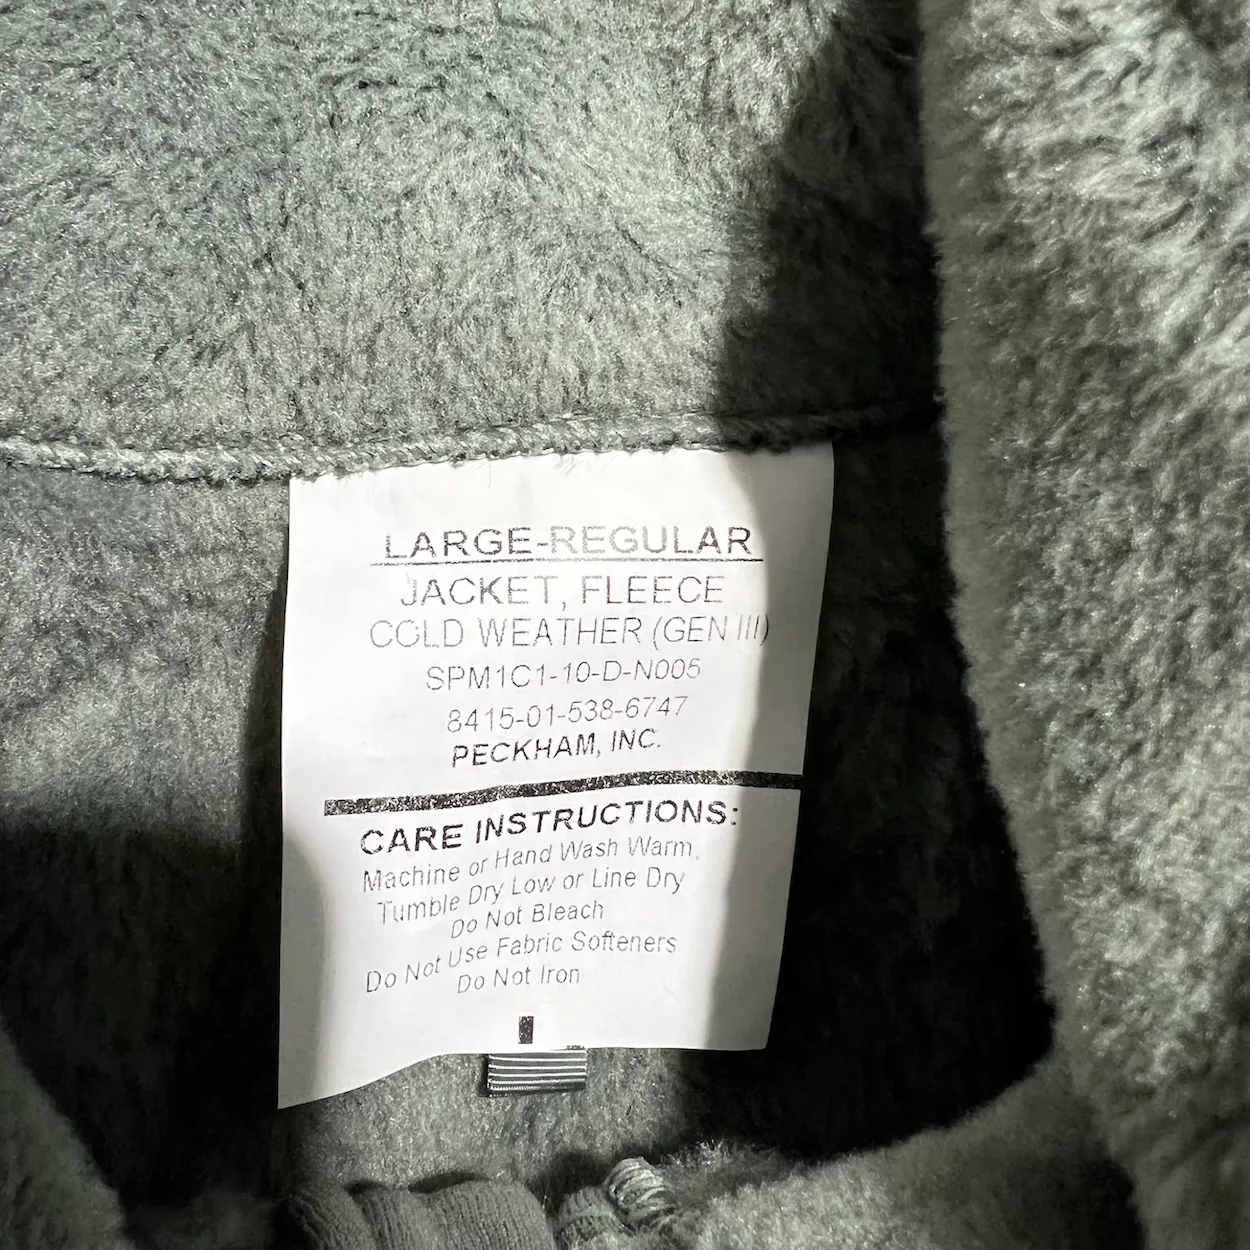 LARGE-REGULAR
JACKET, FLEECE
COLD WEATHER (GEN III)
SPM1C1-10-D-N005
8415-01-538-6747
PECKHAM, INC.
CARE INSTRUCTIONS:
Machine or Hand Wash Warm,
Tumble Dry Low or Line Dry
Do Not Bleach
Do Not Use Fabric Softeners
Do Not Iron